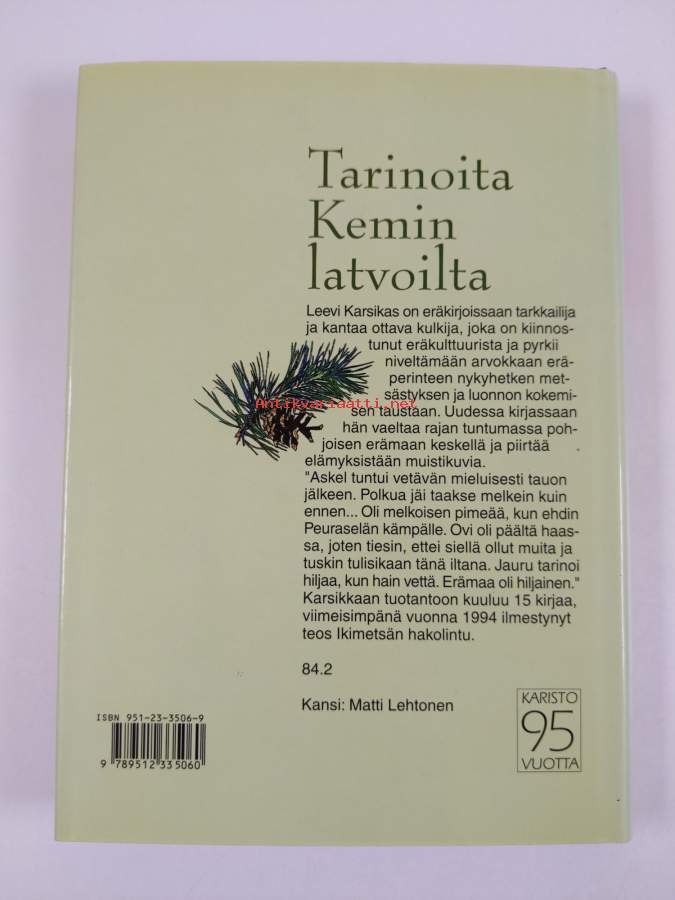 Tarinoita
Kemin
latvoilta
Leevi Karsikas on eräkirjoissaan tarkkailija
ja kantaa ottava kulkija, joka on kiinnos-
tunut eräkulttuurista ja pyrkii
niveltämään arvokkaan erä-
perinteen nykyhetken met-
sästyksen ja luonnon kokemi-
sen taustaan. Uudessa kirjassaan
hän vaeltaa rajan tuntumassa poh-
joisen erämaan keskellä ja piirtää
elämyksistään muistikuvia.
"Askel tuntui vetävän mieluisesti tauon
jälkeen. Polkua jäi taakse melkein kuin
ennen... Oli melkoisen pimeää, kun ehdin
Peuraselän kämpälle. Ovi oli päältä haas-
sa, joten tiesin, ettei siellä ollut muita ja
tuskin tulisikaan tänä iltana. Jauru tarinoi
hiljaa, kun hain vettä. Erämaa oli hiljainen."
Karsikkaan tuotantoon kuuluu 15 kirjaa,
viimeisimpänä vuonna 1994 ilmestynyt
teos Ikimetsän hakolintu.
84.2
Kansi: Matti Lehtonen
ISBN 951-23-3506-9
9 789512 335060
KARISTO
95
VUOTTA
Antikvariaatti.net